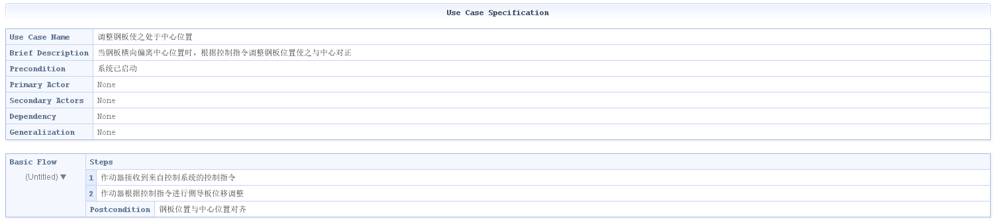 Use Case Specification
Use Case Name 调整钢板使之处于中心位置
Brief Description 当钢板横向偏离中心位置时，根据控制指令调整钢板位置使之与中心对正
Precondition 系统已启动
Primary Actor None
Secondary Actors None
Dependency None
Generalization None
Basic Flow Steps
(Untitled) ▼
1 作动器接收到来自控制系统的控制指令
2 作动器根据控制指令进行侧导板位移调整
Postcondition 钢板位置与中心位置对齐